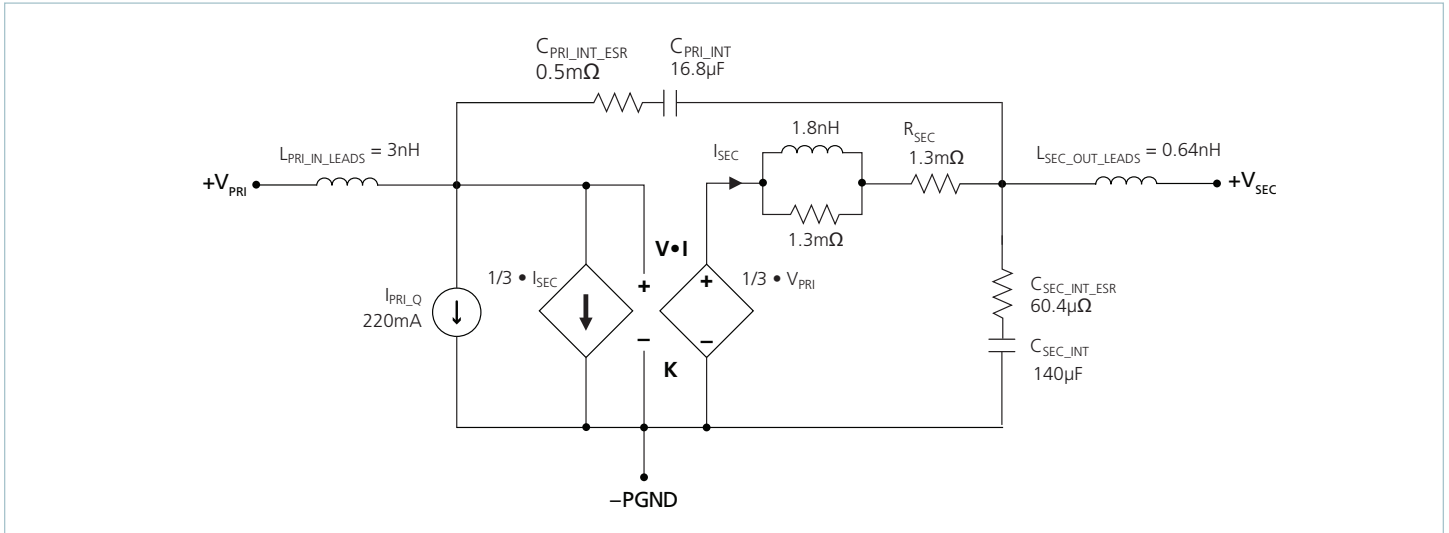 C_PRI_INT_ESR
0.5mΩ
C_PRI_INT
16.8µF
L_PRI_IN_LEADS = 3nH
1.8nH
I_SEC
R_SEC
1.3mΩ
L_SEC_OUT_LEADS = 0.64nH
+V_PRI
+V_SEC
1.3mΩ
V•I
1/3 • I_SEC
+
+
1/3 • V_PRI
I_PRI_Q
220mA
–
–
K
C_SEC_INT_ESR
60.4µΩ
C_SEC_INT
140µF
–PGND